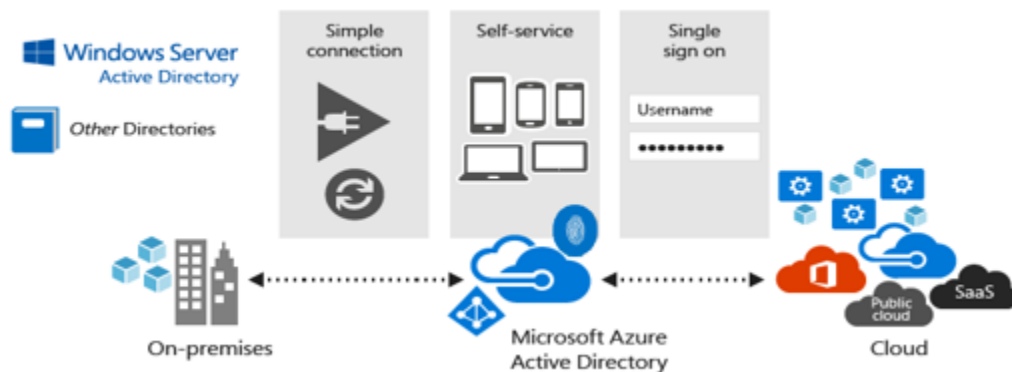 Windows Server
Active Directory
Other Directories
Simple
connection
Self-service
Single
sign on
Username
•••••••••
On-premises
Microsoft Azure
Active Directory
Public
cloud
SaaS
Cloud